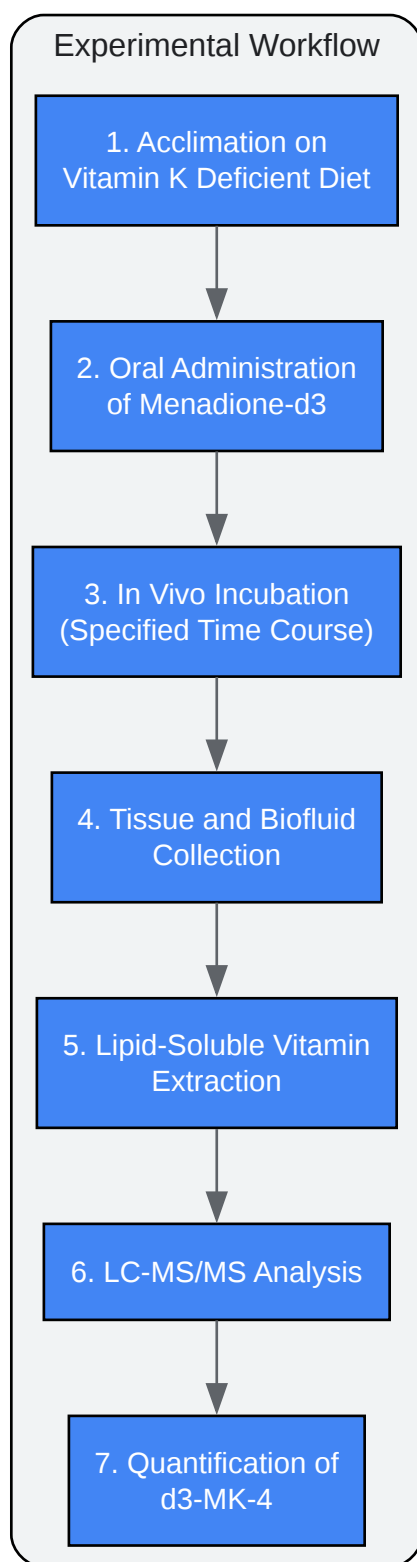 Experimental Workflow
1. Acclimation on
Vitamin K Deficient Diet
2. Oral Administration
of Menadione-d3
3. In Vivo Incubation
(Specified Time Course)
4. Tissue and Biofluid
Collection
5. Lipid-Soluble Vitamin
Extraction
6. LC-MS/MS Analysis
7. Quantification of
d3-MK-4